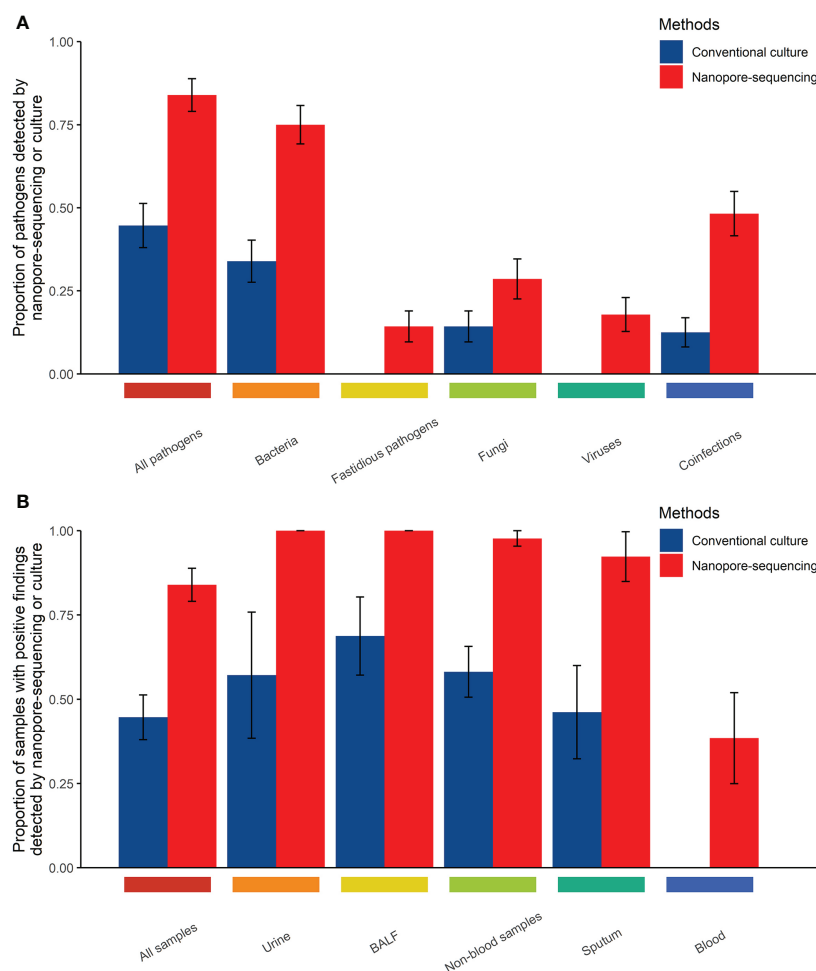 A
Methods
Conventional culture
Nanopore-sequencing
Proportion of pathogens detected by
nanopore-sequencing or culture
1.00
0.75
0.50
0.25
0.00
All pathogens
Bacteria
Fastidious pathogens
Fungi
Viruses
Coinfections
B
Methods
Conventional culture
Nanopore-sequencing
Proportion of samples with positive findings
detected by nanopore-sequencing or culture
1.00
0.75
0.50
0.25
0.00
All samples
Urine
BALF
Non-blood samples
Sputum
Blood